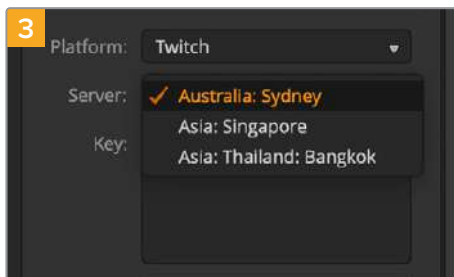 3
Platform: Twitch
Server: Australia: Sydney
Asia: Singapore
Key:
Asia: Thailand: Bangkok